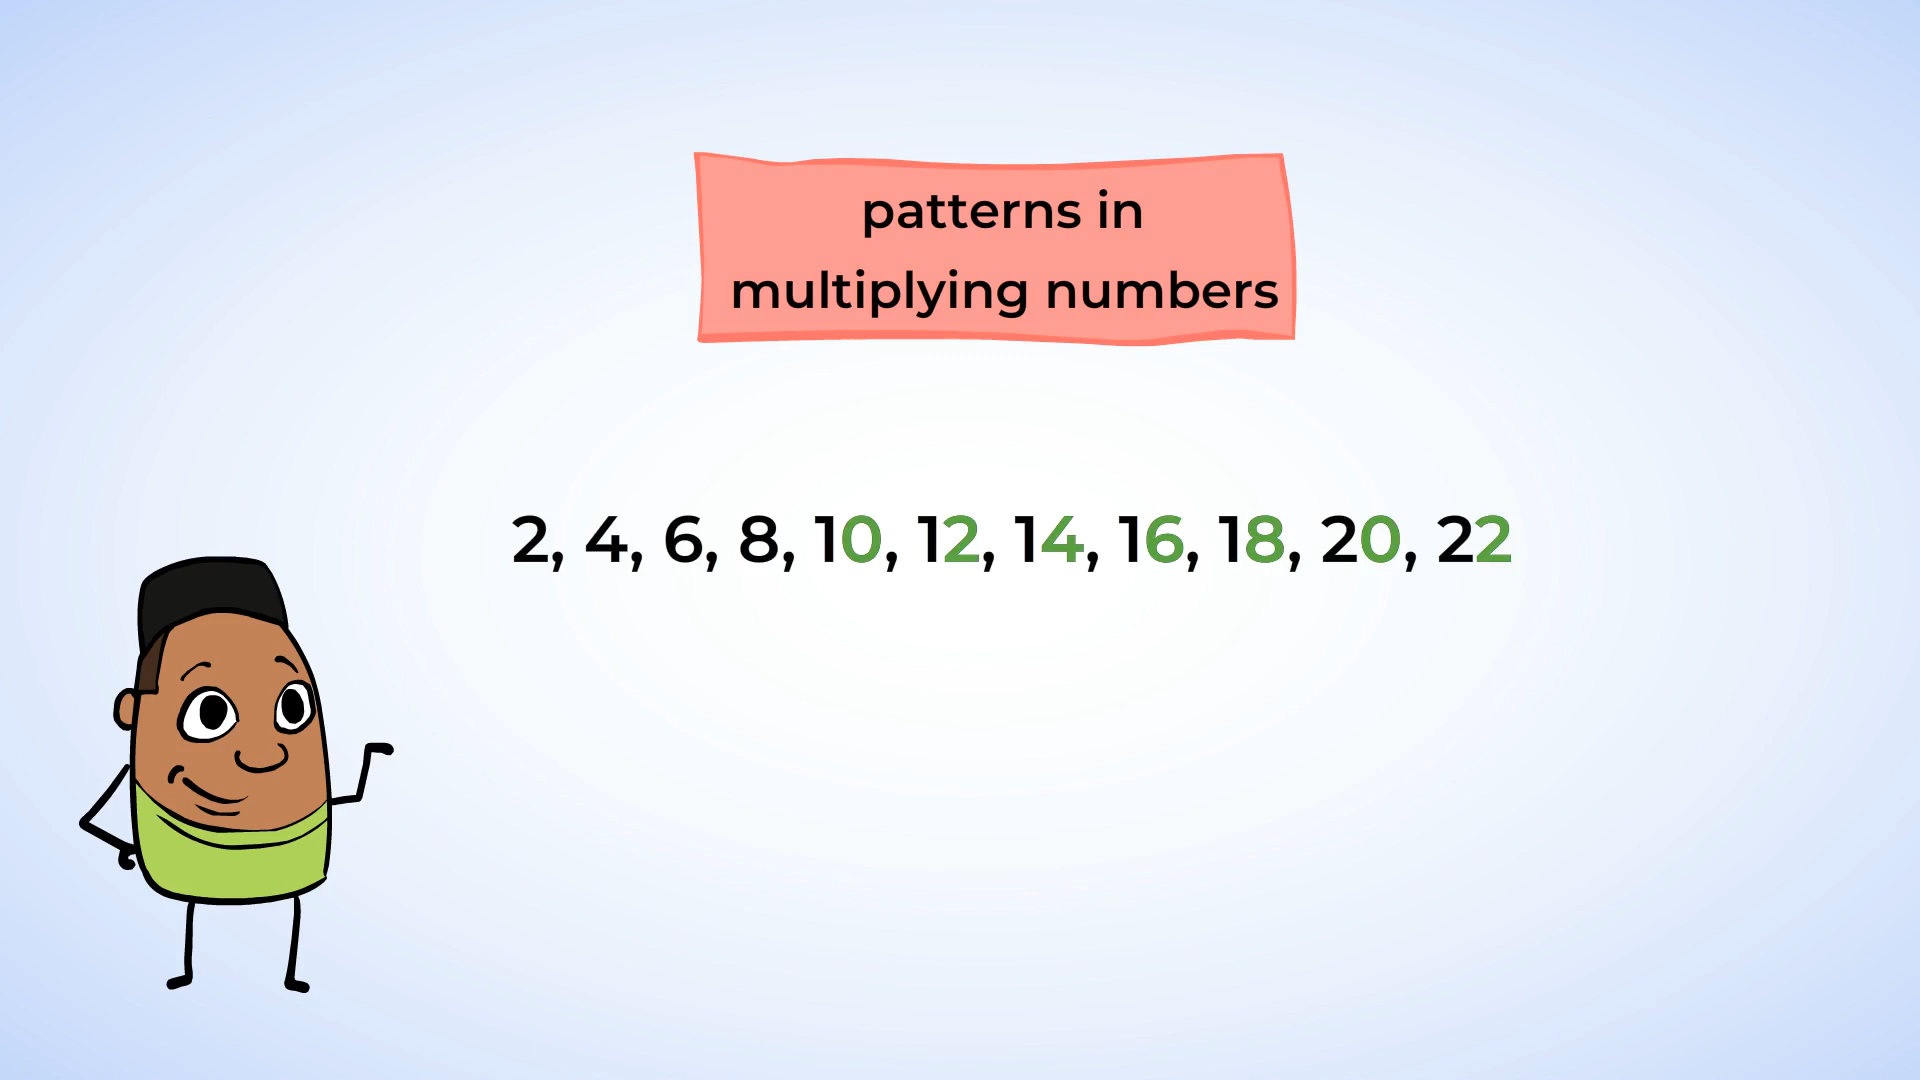 patterns in
multiplying numbers
2, 4, 6, 8, 10, 12, 14, 16, 18, 20, 22